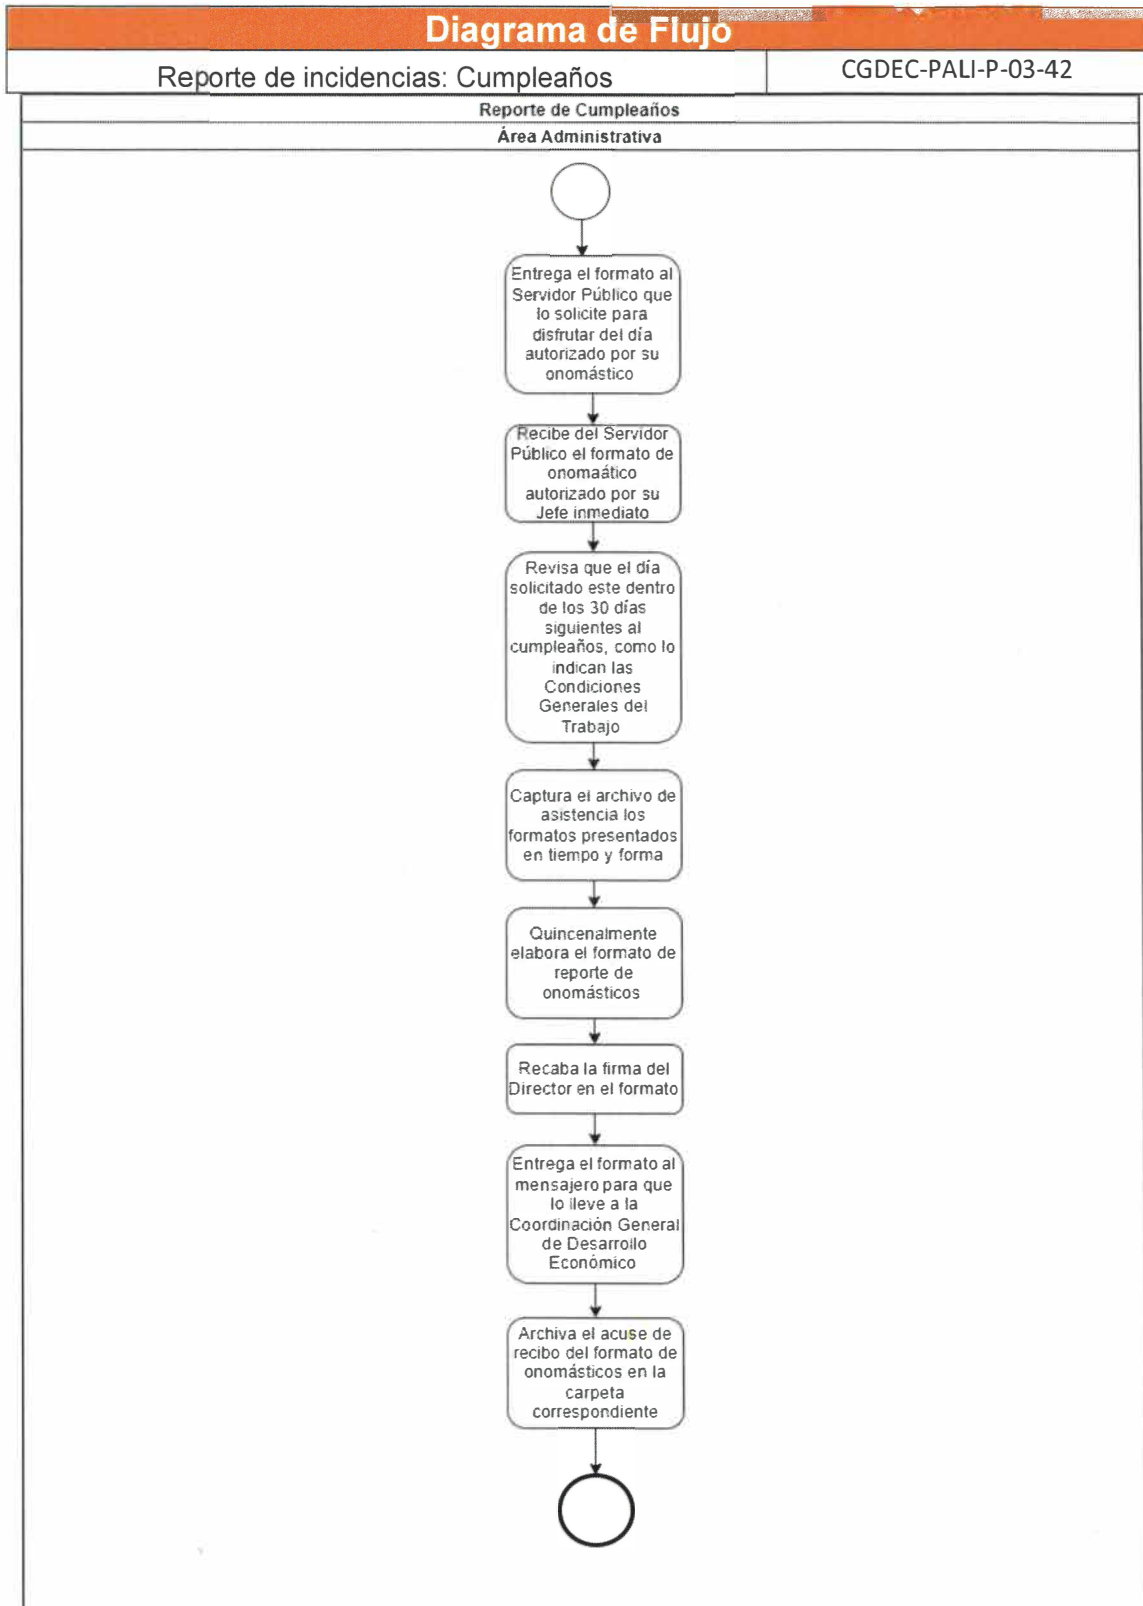 Diagrama de Flujo
Reporte de incidencias: Cumpleaños
CGDEC-PALI-P-03-42
Reporte de Cumpleaños
Área Administrativa
Entrega el formato al
Servidor Público que
lo solicite para
disfrutar del día
autorizado por su
onomástico
Recibe del Servidor
Público el formato de
onomaático
autorizado por su
Jefe inmediato
Revisa que el día
solicitado este dentro
de los 30 días
siguientes al
cumpleaños, como lo
indican las
Condiciones
Generales del
Trabajo
Captura el archivo de
asistencia los
formatos presentados
en tiempo y forma
Quincenalmente
elabora el formato de
reporte de
onomásticos
Recaba la firma del
Director en el formato
Entrega el formato al
mensajero para que
lo lleve a la
Coordinación General
de Desarrollo
Económico
Archiva el acuse de
recibo del formato de
onomásticos en la
carpeta
correspondiente